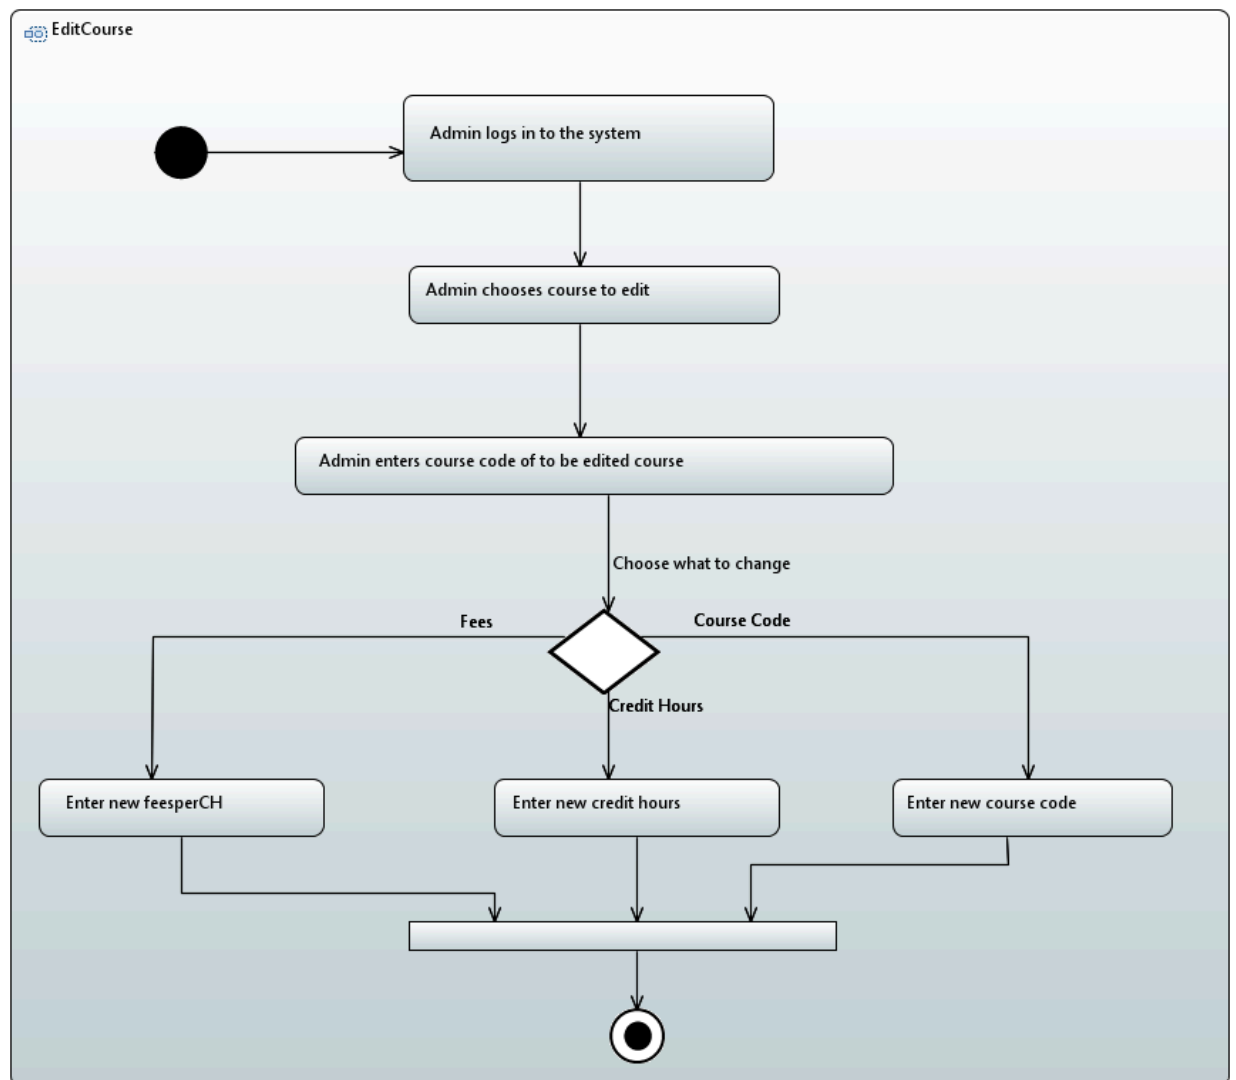 EditCourse
Admin logs in to the system
Admin chooses course to edit
Admin enters course code of to be edited course
Choose what to change
Fees
Course Code
Credit Hours
Enter new feesperCH
Enter new credit hours
Enter new course code